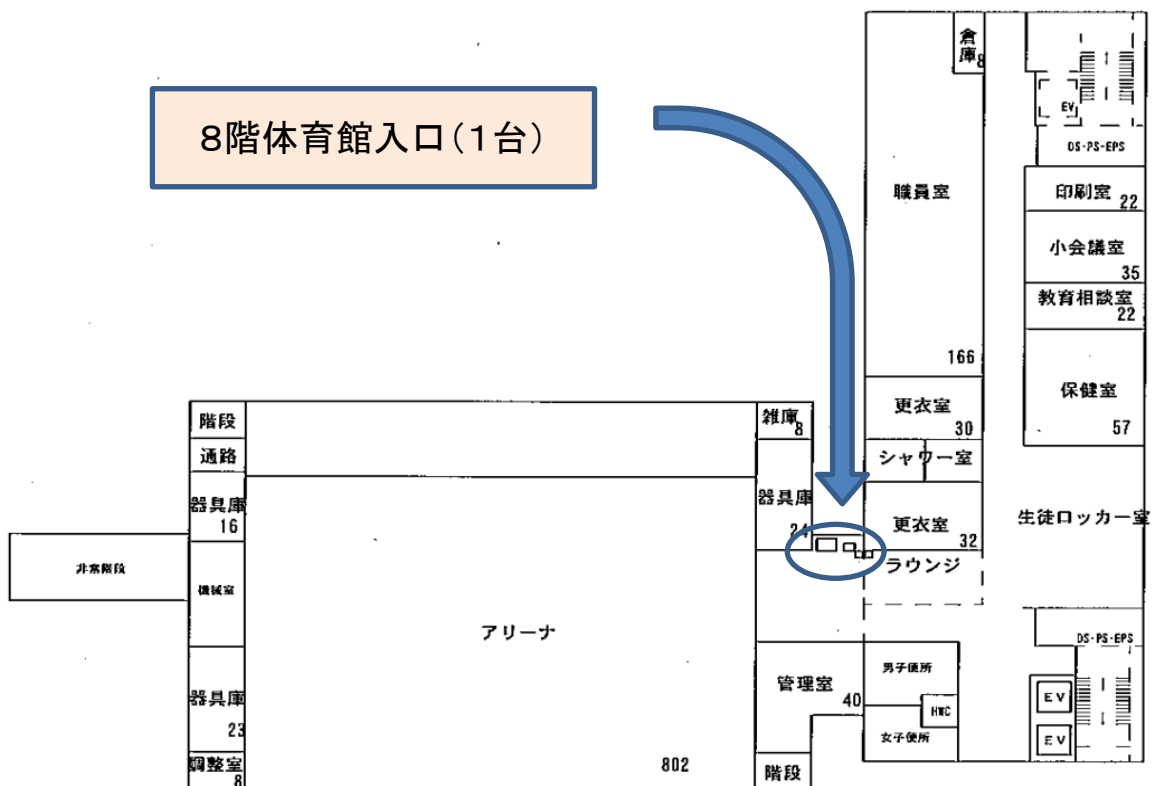 8階体育館入口(1台)
倉庫
8
EV
DS·PS·EPS
職員室
166
印刷室
22
小会議室
35
教育相談室
22
保健室
57
更衣室
30
シャワー室
更衣室
32
生徒ロッカー室
ラウンジ
階段
通路
器具庫
16
非常階段
機械室
器具庫
23
調整室
8
アリーナ
802
雑庫
8
器具庫
24
管理室
40
階段
男子便所
HWC
女子便所
DS·PS·EPS
EV
EV